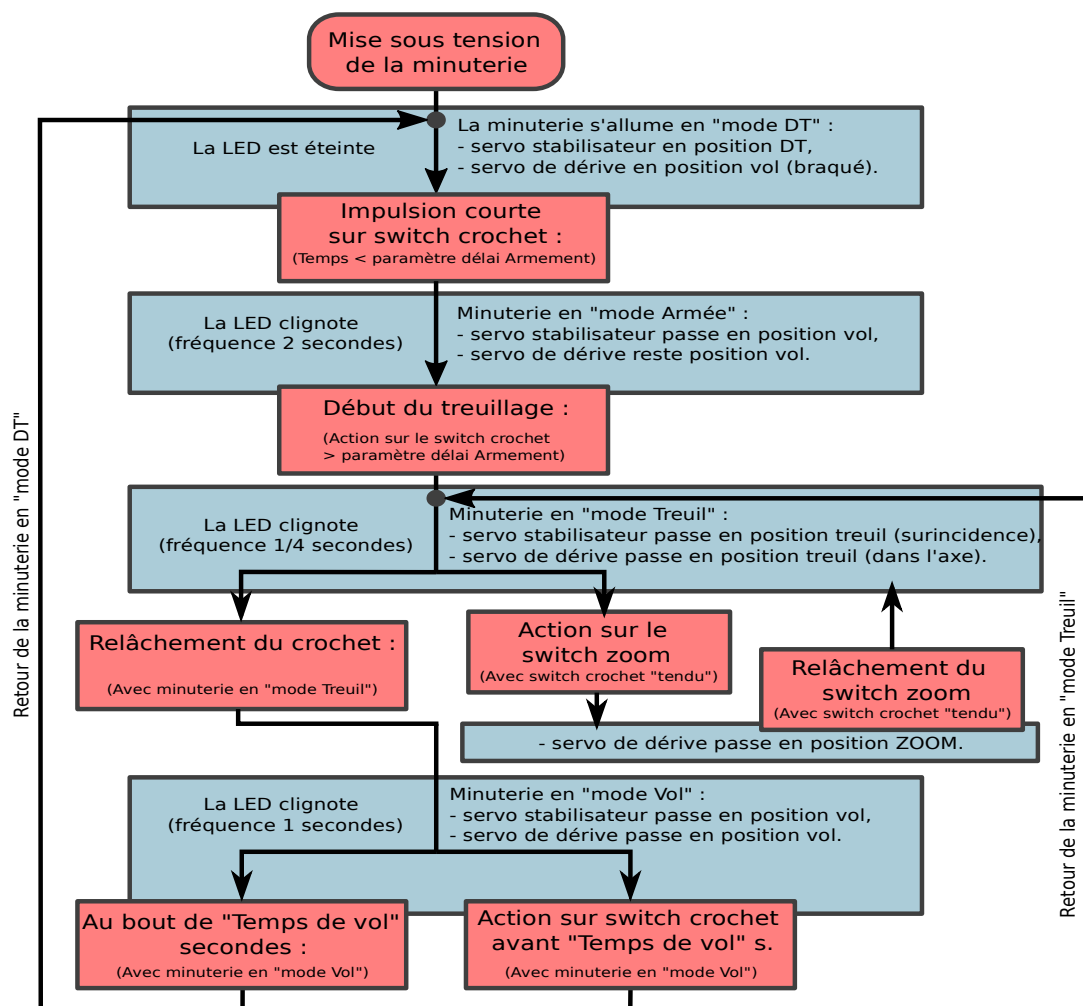 Mise sous tension
de la minuterie
La LED est éteinte
La minuterie s'allume en "mode DT" :
- servo stabilisateur en position DT,
- servo de dérive en position vol (braqué).
Impulsion courte
sur switch crochet :
(Temps < paramètre délai Armement)
La LED clignote
(fréquence 2 secondes)
Minuterie en "mode Armée" :
- servo stabilisateur passe en position vol,
- servo de dérive reste position vol.
Début du treuillage :
(Action sur le switch crochet
> paramètre délai Armement)
La LED clignote
(fréquence 1/4 secondes)
Minuterie en "mode Treuil" :
- servo stabilisateur passe en position treuil (surincidence),
- servo de dérive passe en position treuil (dans l'axe).
Relâchement du crochet :
(Avec minuterie en "mode Treuil")
Action sur le
switch zoom
(Avec switch crochet "tendu")
Relâchement du
switch zoom
(Avec switch crochet "tendu")
- servo de dérive passe en position ZOOM.
La LED clignote
(fréquence 1 secondes)
Minuterie en "mode Vol" :
- servo stabilisateur passe en position vol,
- servo de dérive passe en position vol.
Au bout de "Temps de vol"
secondes :
(Avec minuterie en "mode Vol")
Action sur switch crochet
avant "Temps de vol" s.
(Avec minuterie en "mode Vol")
Retour de la minuterie en "mode DT"
Retour de la minuterie en "mode Treuil"